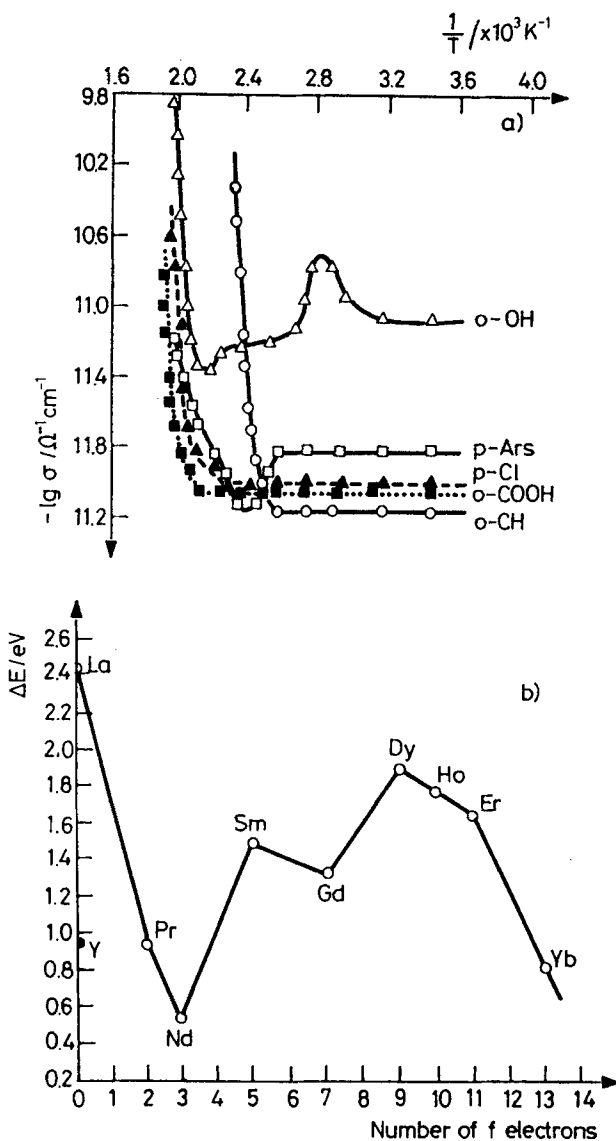 1/T /×10³ K⁻¹
1.6 2.0 2.4 2.8 3.2 3.6 4.0
a)
9.8
10.2
10.6
11.0
11.4
11.8
11.2
-lg σ /Ω⁻¹cm⁻¹
o-OH
p-Ars
p-Cl
o-COOH
o-CH
b)
ΔE/eV
2.6
2.4
2.2
2.0
1.8
1.6
1.4
1.2
1.0
0.8
0.6
0.4
0.2
La
Y
Pr
Nd
Sm
Gd
Dy
Ho
Er
Yb
0 1 2 3 4 5 6 7 8 9 10 11 12 13 14
Number of f electrons